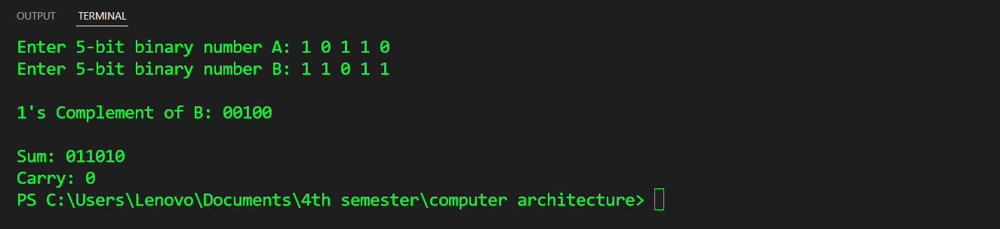 OUTPUT TERMINAL
Enter 5-bit binary number A: 1 0 1 1 0
Enter 5-bit binary number B: 1 1 0 1 1
1's Complement of B: 00100
Sum: 011010
Carry: 0
PS C:\Users\Lenovo\Documents\4th semester\computer architecture>